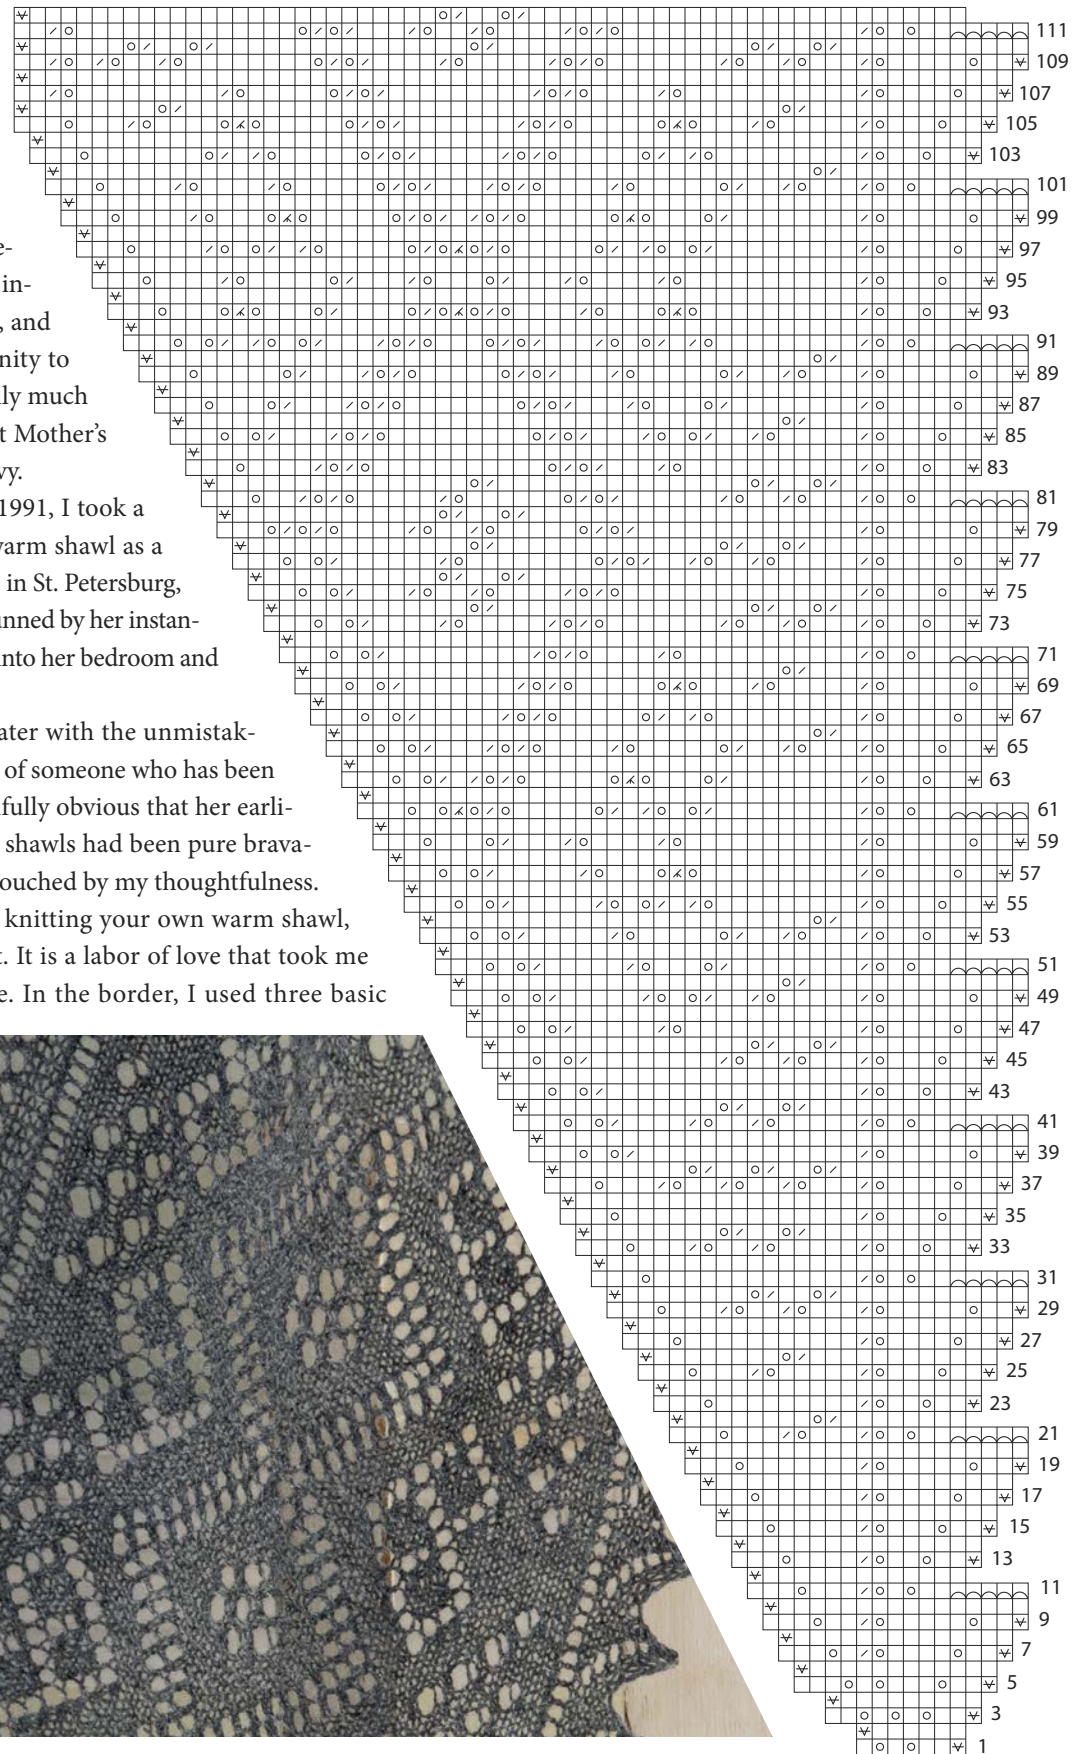 e-
in-
, and
nity to
ly much
t Mother’s
vy.
1991, I took a
warm shawl as a
in St. Petersburg,
nned by her instan-
nto her bedroom and
ater with the unmistak-
of someone who has been
fully obvious that her earli-
shawls had been pure brava-
ouched by my thoughtfulness.
knitting your own warm shawl,
. It is a labor of love that took me
e. In the border, I used three basic
111
109
107
105
103
101
99
97
95
93
91
89
87
85
83
81
79
77
75
73
71
69
67
65
63
61
59
57
55
53
51
49
47
45
43
41
39
37
35
33
31
29
27
25
23
21
19
17
15
13
11
9
7
5
3
1